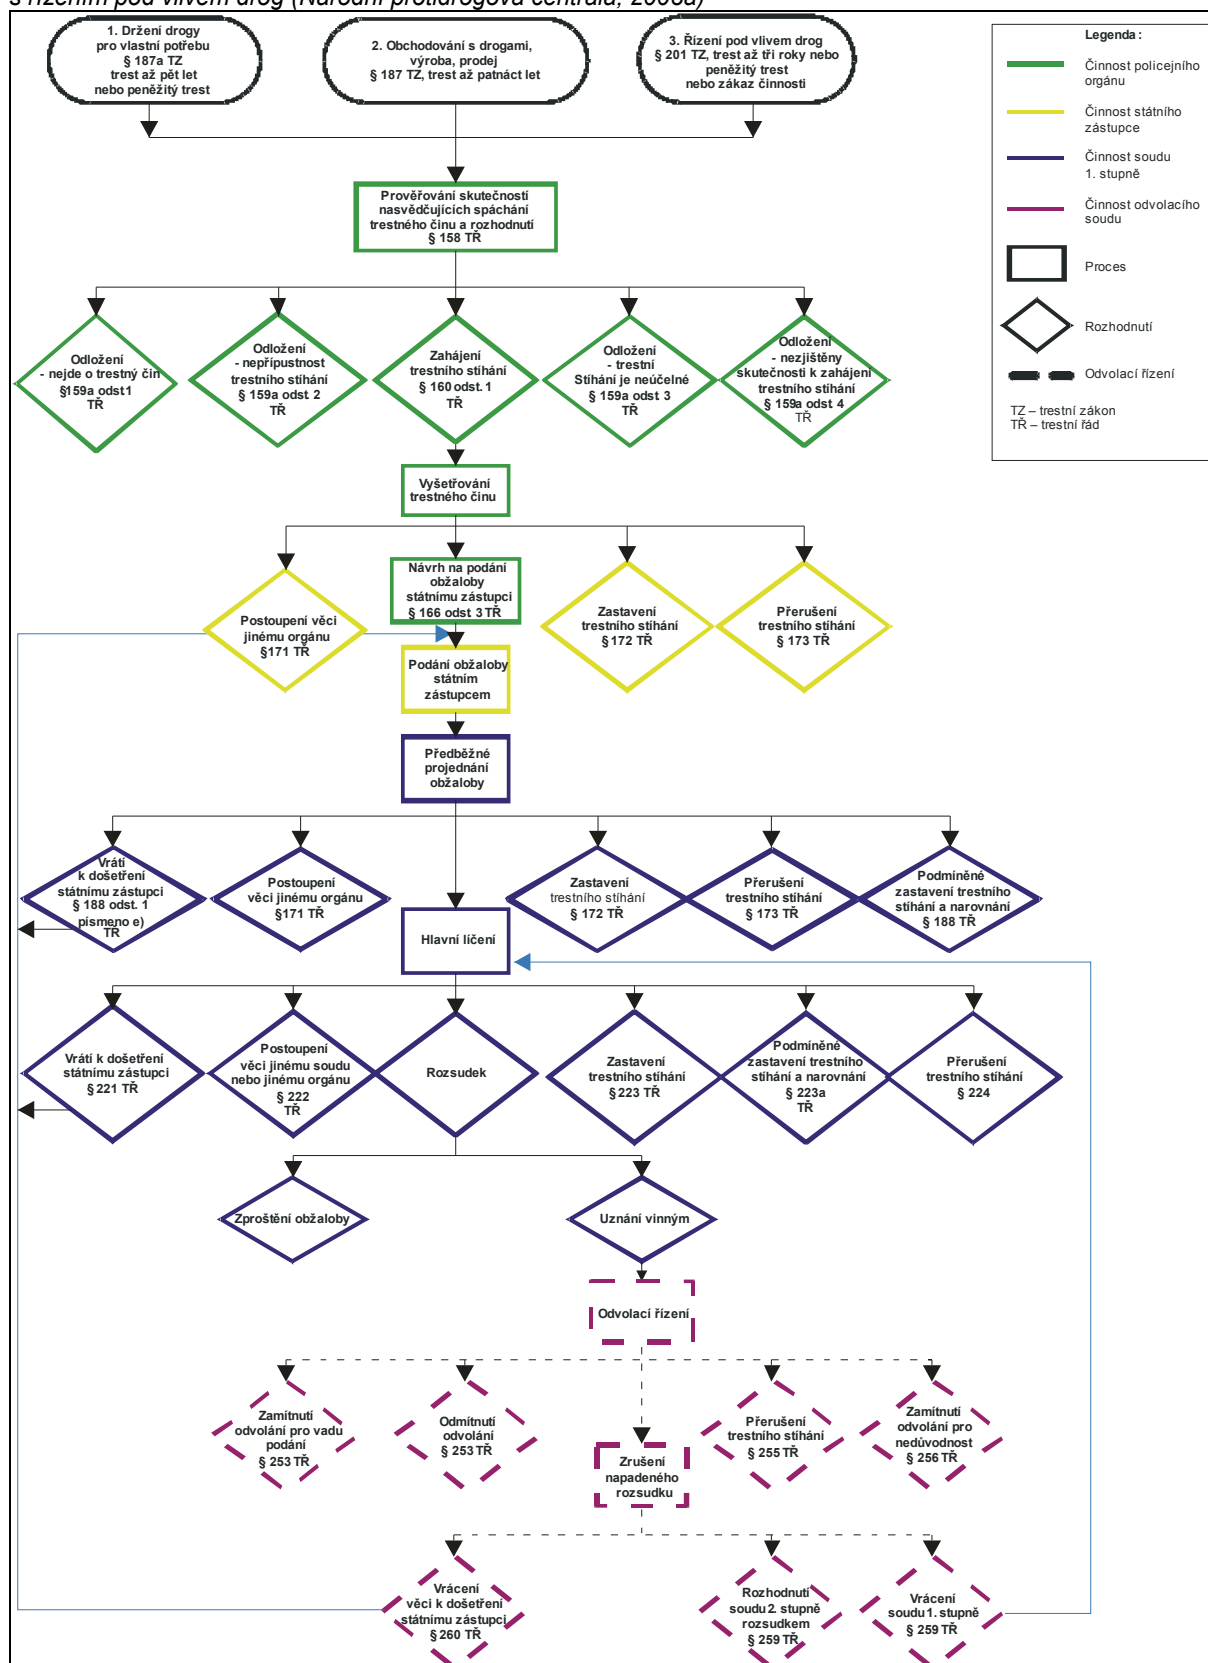 s řízením pod vlivem drog (Národní protidrogová centrála, 2006a)
1. Držení drogy
pro vlastní potřebu
§ 187a TZ
trest až pět let
nebo peněžitý trest
2. Obchodování s drogami,
výroba, prodej
§ 187 TZ, trest až patnáct let
3. Řízení pod vlivem drog
§ 201 TZ, trest až tři roky nebo
peněžitý trest
nebo zákaz činnosti
Legenda :
Činnost policejního
orgánu
Činnost státního
zástupce
Činnost soudu
1. stupně
Činnost odvolacího
soudu
Proces
Rozhodnutí
Odvolací řízení
TZ – trestní zákon
TŘ – trestní řád
Prověřování skutečností
nasvědčujících spáchání
trestného činu a rozhodnutí
§ 158 TŘ
Odložení
- nejde o trestný čin
§159a odst1
TŘ
Odložení
- nepřípustnost
trestního stíhání
§ 159a odst. 2
TŘ
Zahájení
trestního stíhání
§ 160 odst. 1
TŘ
Odložení
- trestní
Stíhání je neúčelné
§ 159a odst. 3
TŘ
Odložení
- nezjištěny
skutečnosti k zahájení
trestního stíhání
§ 159a odst. 4
TŘ
Vyšetřování
trestného činu
Postoupení věci
jinému orgánu
§171 TŘ
Návrh na podání
obžaloby
státnímu zástupci
§ 166 odst. 3 TŘ
Zastavení
trestního stíhání
§ 172 TŘ
Přerušení
trestního stíhání
§ 173 TŘ
Podání obžaloby
státním
zástupcem
Předběžné
projednání
obžaloby
Vrátí
k došetření
státnímu zástupci
§ 188 odst. 1
písmeno e)
TŘ
Postoupení
věci jinému orgánu
§171 TŘ
Zastavení
trestního stíhání
§ 172 TŘ
Přerušení
trestního stíhání
§ 173 TŘ
Podmíněné
zastavení trestního
stíhání a narovnání
§ 188 TŘ
Hlavní líčení
Vrátí k došetření
státnímu zástupci
§ 221 TŘ
Postoupení
věci jinému soudu
nebo jinému orgánu
§ 222
TŘ
Rozsudek
Zastavení
trestního stíhání
§ 223 TŘ
Podmíněné
zastavení trestního
stíhání a narovnání
§ 223a
TŘ
Přerušení
trestního stíhání
§ 224
Zproštění obžaloby
Uznání vinným
Odvolací řízení
Zamítnutí
odvolání pro vadu
podání
§ 253 TŘ
Odmítnutí
odvolání
§ 253 TŘ
Přerušení
trestního stíhání
§ 255 TŘ
Zamítnutí
odvolání pro
nedůvodnost
§ 256 TŘ
Zrušení
napadeného
rozsudku
Vrácení
věci k došetření
státnímu zástupci
§ 260 TŘ
Rozhodnutí
soudu 2. stupně
rozsudkem
§ 259 TŘ
Vrácení
soudu 1. stupně
§ 259 TŘ